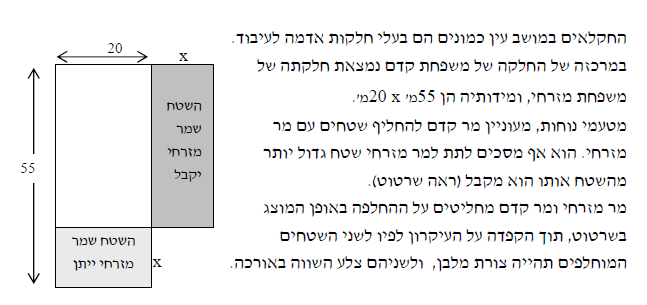 החקלאים במושב עין כמונים הם בעלי חלקות אדמה לעיבוד.
במרכזה של החלקה של משפחת קדם נמצאת חלקתה של
משפחת מזרחי, ומידותיה הן 55מ' x 20מ'.
מטעמי נוחות, מעוניין מר קדם להחליף שטחים עם מר
מזרחי. הוא אף מסכים לתת למר מזרחי שטח גדול יותר
מהשטח אותו הוא מקבל (ראה שרטוט).
מר מזרחי ומר קדם מחליטים על ההחלפה באופן המוצג
בשרטוט, תוך הקפדה על העיקרון לפיו לשני השטחים
המוחלפים תהייה צורת מלבן, ולשניהם צלע השווה באורכה.
20
x
השטח
שמר
מזרחי
יקבל
55
השטח שמר
מזרחי ייתן
x